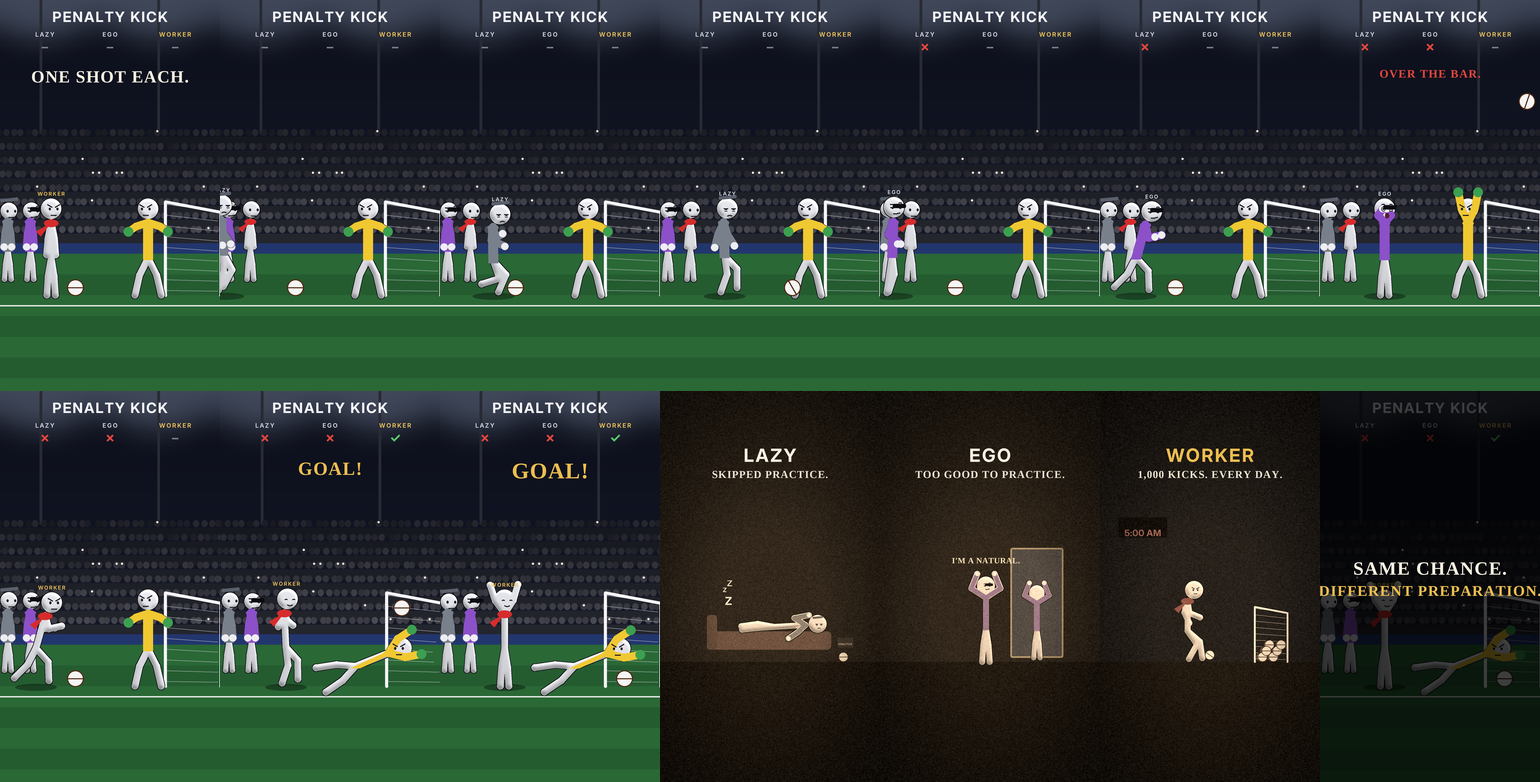 PENALTY KICK
LAZY EGO WORKER
ONE SHOT EACH.
WORKER
PENALTY KICK
LAZY EGO WORKER
ZY
PENALTY KICK
LAZY EGO WORKER
LAZY
PENALTY KICK
LAZY EGO WORKER
LAZY
PENALTY KICK
LAZY EGO WORKER
EGO
PENALTY KICK
LAZY EGO WORKER
EGO
PENALTY KICK
LAZY EGO WORKER
OVER THE BAR.
EGO
PENALTY KICK
LAZY EGO WORKER
WORKER
PENALTY KICK
LAZY EGO WORKER
GOAL!
WORKER
PENALTY KICK
LAZY EGO WORKER
GOAL!
WORKER
LAZY
SKIPPED PRACTICE.
Z
Z
Z
EGO
TOO GOOD TO PRACTICE.
I'M A NATURAL.
WORKER
1,000 KICKS. EVERY DAY.
5:00 AM
PENALTY KICK
LAZY EGO WORKER
SAME CHANCE.
DIFFERENT PREPARATION.